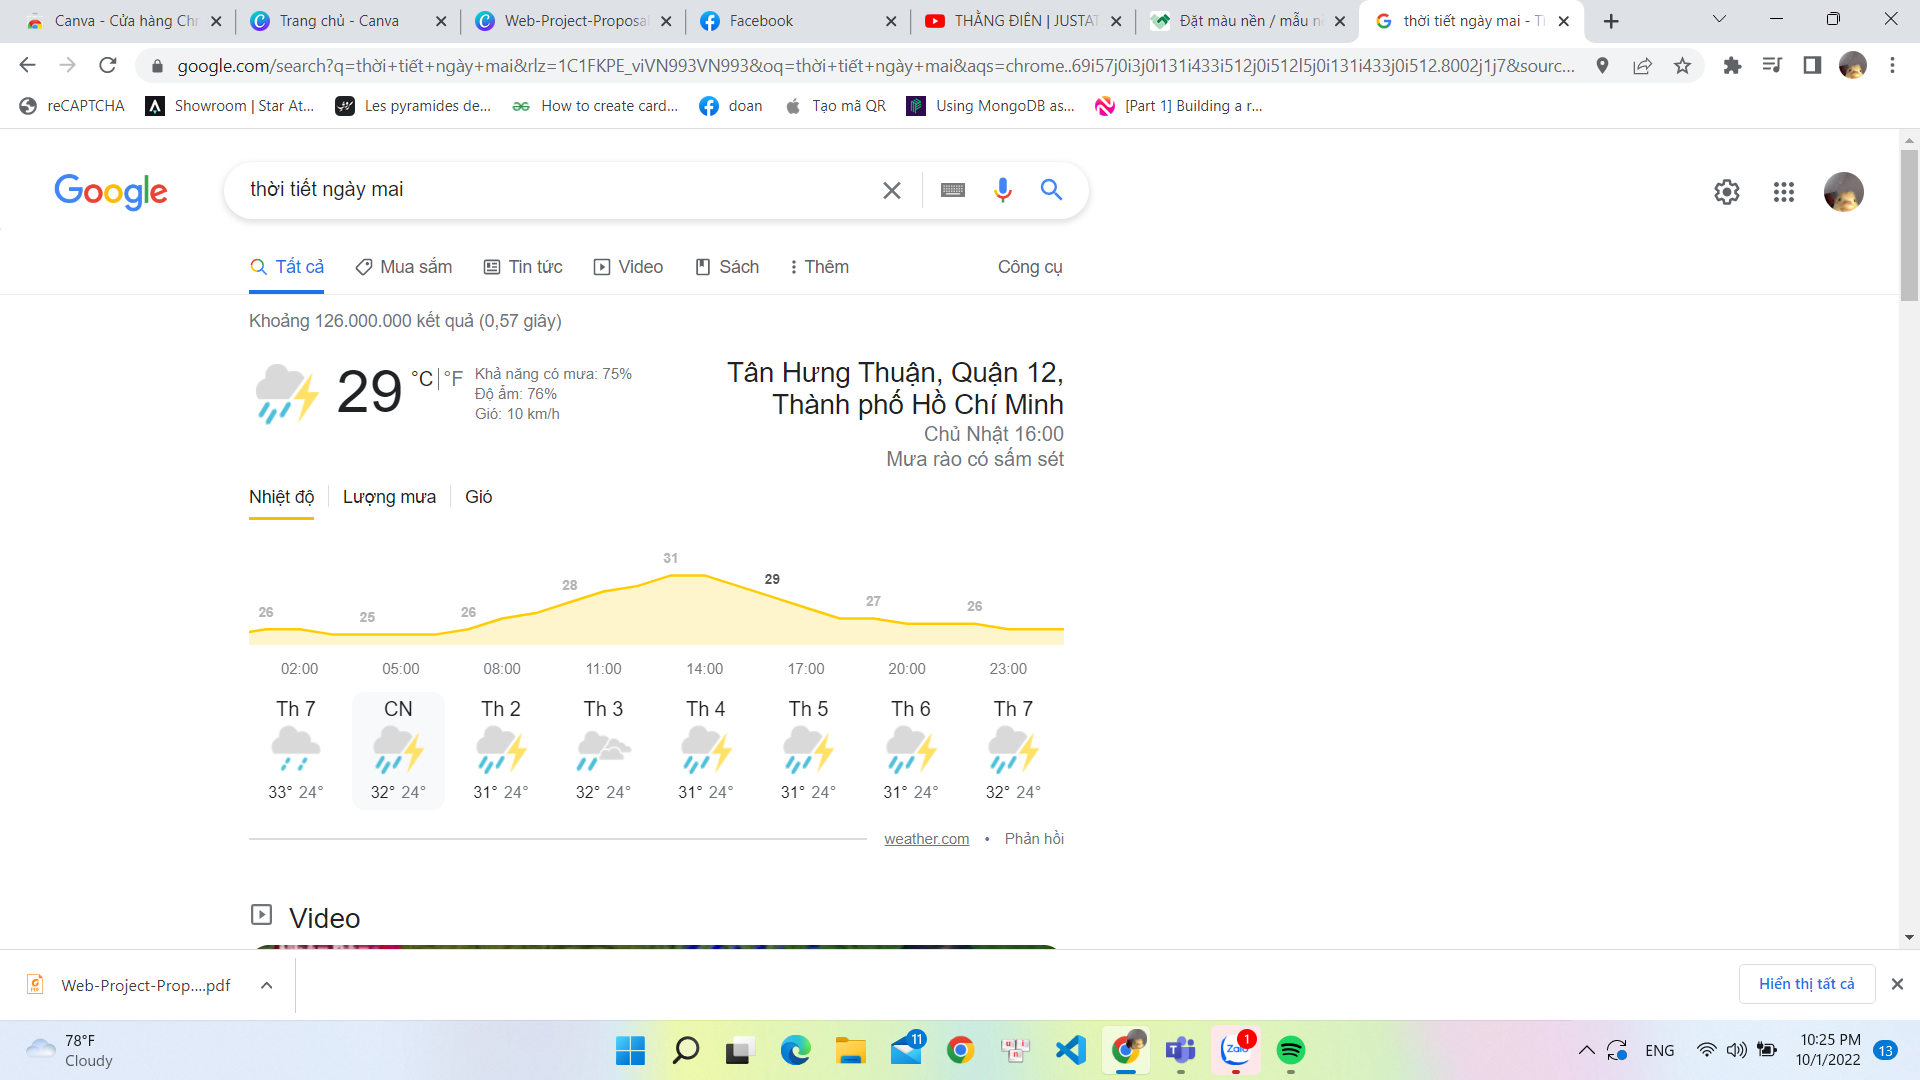 Canva - Cửa hàng Chr
Trang chủ - Canva
Web-Project-Proposal
Facebook
THẰNG ĐIÊN | JUSTAT
Đặt màu nền / mẫu n
thời tiết ngày mai - T
google.com/search?q=thời+tiết+ngày+mai&rlz=1C1FKPE_viVN993VN993&oq=thời+tiết+ngày+mai&aqs=chrome..69i57j0i3j0i131i433i512j0i512l5j0i131i433j0i512.8002j1j7&sourc...
reCAPTCHA
Showroom | Star At...
Les pyramides de...
How to create card...
doan
Tạo mã QR
Using MongoDB as...
[Part 1] Building a r...
Google
thời tiết ngày mai
Tất cả
Mua sắm
Tin tức
Video
Sách
Thêm
Công cụ
Khoảng 126.000.000 kết quả (0,57 giây)
29 °C | °F
Khả năng có mưa: 75%
Độ ẩm: 76%
Gió: 10 km/h
Tân Hưng Thuận, Quận 12,
Thành phố Hồ Chí Minh
Chủ Nhật 16:00
Mưa rào có sấm sét
Nhiệt độ
Lượng mưa
Gió
26 25 26 28 31 29 27 26
02:00 05:00 08:00 11:00 14:00 17:00 20:00 23:00
Th 7 CN Th 2 Th 3 Th 4 Th 5 Th 6 Th 7
33° 24° 32° 24° 31° 24° 32° 24° 31° 24° 31° 24° 31° 24° 32° 24°
weather.com • Phản hồi
Video
Web-Project-Prop....pdf
Hiển thị tất cả
78°F
Cloudy
11
Zalo
1
ENG
10:25 PM
10/1/2022
13